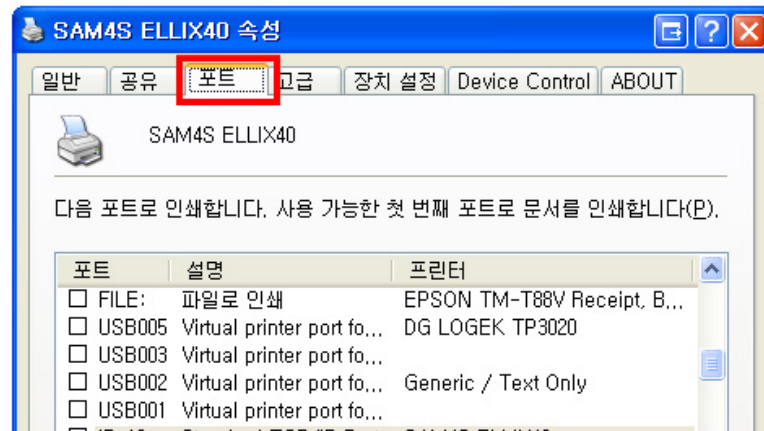 SAM4S ELLIX40 속성
일반 공유 포트 고급 장치 설정 Device Control ABOUT
SAM4S ELLIX40
다음 포트로 인쇄합니다. 사용 가능한 첫 번째 포트로 문서를 인쇄합니다(P).
포트 설명 프린터
FILE: 파일로 인쇄 EPSON TM-T88V Receipt, B...
USB005 Virtual printer port fo... DG LOGEK TP3020
USB003 Virtual printer port fo...
USB002 Virtual printer port fo... Generic / Text Only
USB001 Virtual printer port fo...